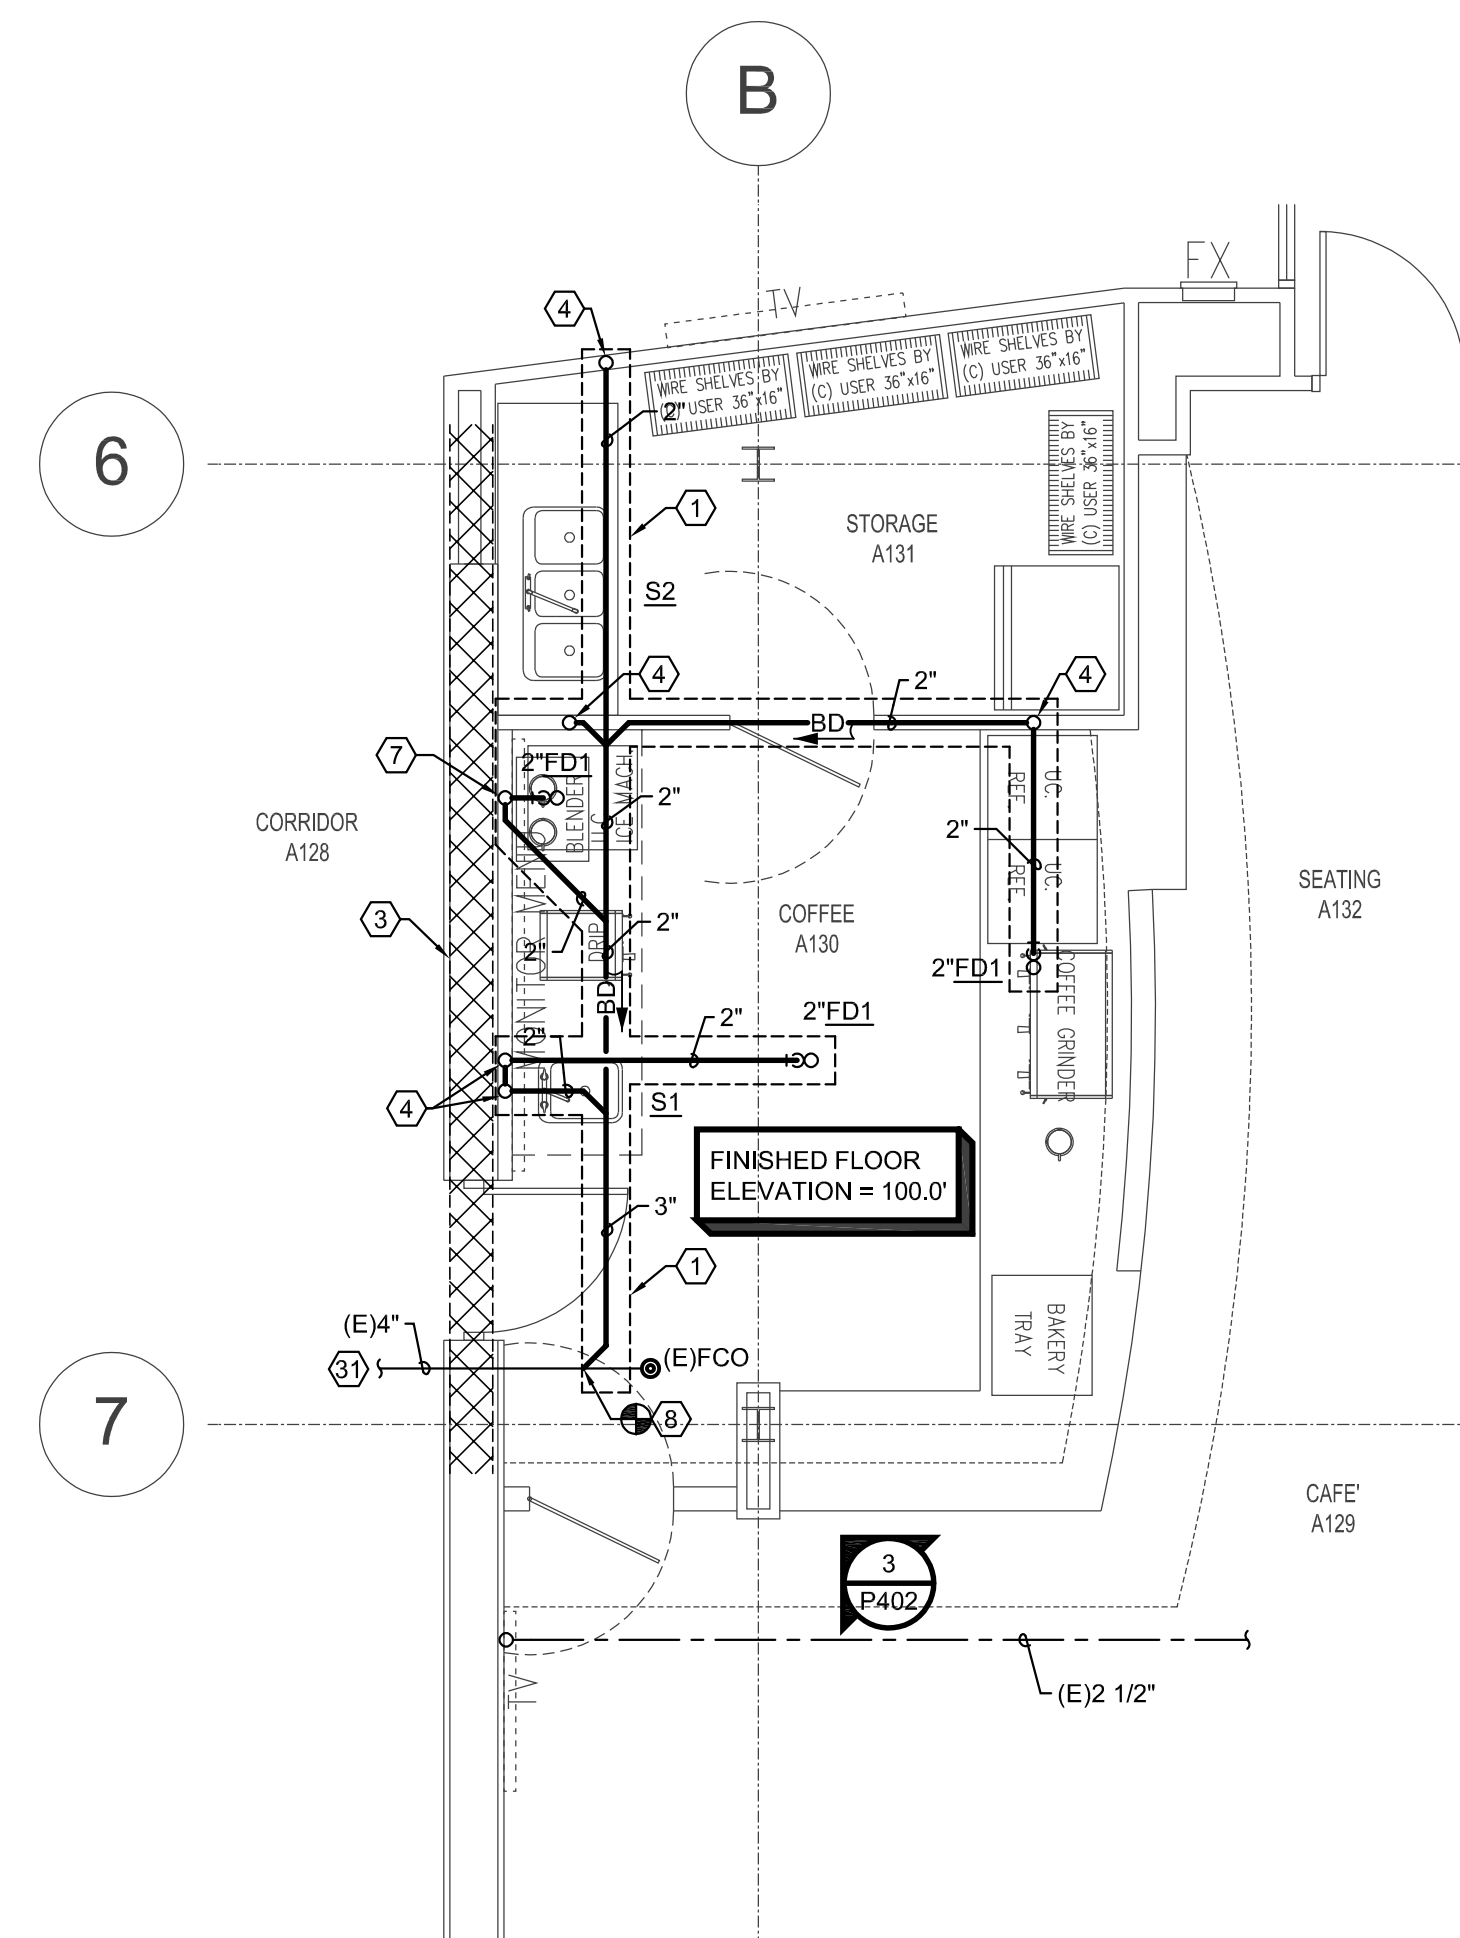 B
FX
TV
4
WIRE SHELVES BY
(C) USER 36"x16"
WIRE SHELVES BY
(C) USER 36"x16"
WIRE SHELVES BY
(C) USER 36"x16"
2"
6
WIRE SHELVES BY
(C) USER 36"x16"
1
STORAGE
A131
S2
4
2"
4
BD
7
2"FD1
BLENDER
UC
ICE MACH
2"
UC.
REF
CORRIDOR
A128
2"
UC.
REF
SEATING
A132
3
COFFEE
A130
2"
2"
DRIP
MONITOR
MENU
2"FD1
COFFEE GRINDER
BD
2"
2"
2"FD1
4
S1
FINISHED FLOOR
ELEVATION = 100.0'
3"
1
BAKERY
TRAY
(E)4"
31
(E)FCO
8
7
CAFE'
A129
3
P402
TV
(E)2 1/2"